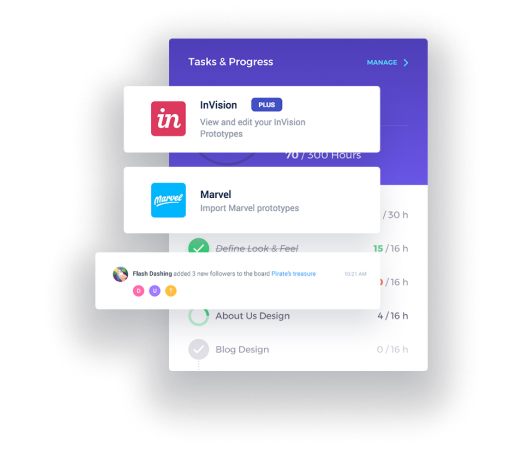 Tasks & Progress
MANAGE
in
InVision PLUS
View and edit your InVision
Prototypes
70 / 300 Hours
Marvel
Marvel
Import Marvel prototypes
/ 30 h
Define Look & Feel
15 / 16 h
Flash Dashing added 3 new followers to the board Pirate's treasure
10:21 AM
D U T
/ 16 h
About Us Design
4 / 16 h
Blog Design
0 / 16 h